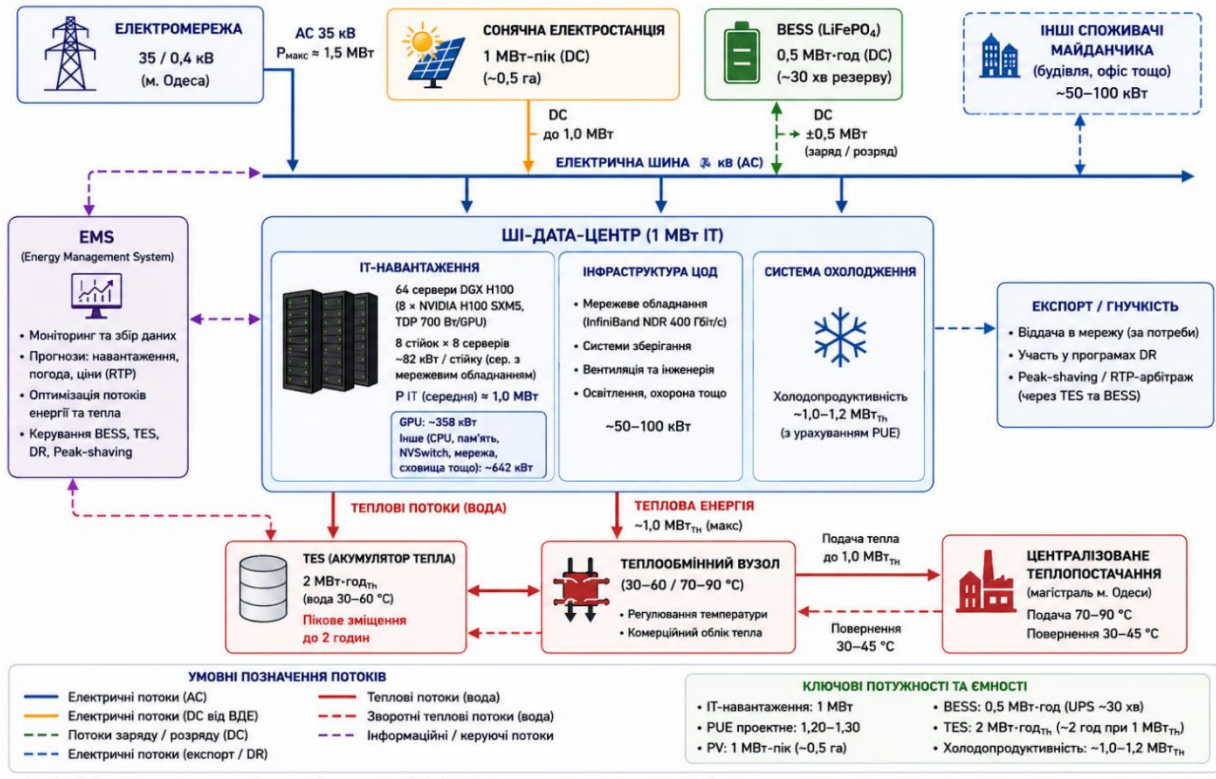 ЕЛЕКТРОМЕРЕЖА
35 / 0,4 кВ
(м. Одеса)
АС 35 кВ
Pмакс ≈ 1,5 МВт
СОНЯЧНА ЕЛЕКТРОСТАНЦІЯ
1 МВт-пік (DC)
(~0,5 га)
DC
до 1,0 МВт
BESS (LiFePO₄)
0,5 МВт·год (DC)
(~30 хв резерву)
DC
±0,5 МВт
(заряд / розряд)
ІНШІ СПОЖИВАЧІ
МАЙДАНЧИКА
(будівля, офіс тощо)
~50–100 кВт
ЕЛЕКТРИЧНА ШИНА кВ (АС)
EMS
(Energy Management System)
• Моніторинг та збір даних
• Прогнози: навантаження,
погода, ціни (RTP)
• Оптимізація потоків
енергії та тепла
• Керування BESS, TES,
DR, Peak-shaving
ШІ-ДАТА-ЦЕНТР (1 МВт ІТ)
ІТ-НАВАНТАЖЕННЯ
64 сервери DGX H100
(8 × NVIDIA H100 SXM5,
TDP 700 Вт/GPU)
8 стійок × 8 серверів
~82 кВт / стійку (сер. з
мережевим обладнанням)
P ІТ (середня) ≈ 1,0 МВт
GPU: ~358 кВт
Інше (CPU, пам'ять,
NVSwitch, мережа,
сховища тощо): ~642 кВт
ІНФРАСТРУКТУРА ЦОД
• Мережеве обладнання
(InfiniBand NDR 400 Гбіт/с)
• Системи зберігання
• Вентиляція та інженерія
• Освітлення, охорона тощо
~50–100 кВт
СИСТЕМА ОХОЛОДЖЕННЯ
Холодопродуктивність
~1,0–1,2 МВтTh
(з урахуванням PUE)
ЕКСПОРТ / ГНУЧКІСТЬ
• Віддача в мережу (за потреби)
• Участь у програмах DR
• Peak-shaving / RTP-арбітраж
(через TES та BESS)
ТЕПЛОВІ ПОТОКИ (ВОДА)
ТЕПЛОВА ЕНЕРГІЯ
~1,0 МВтTH (макс)
TES (АКУМУЛЯТОР ТЕПЛА)
2 МВт·годTh
(вода 30–60 °C)
Пікове зміщення
до 2 годин
ТЕПЛООБМІННИЙ ВУЗОЛ
(30–60 / 70–90 °C)
• Регулювання температури
• Комерційний облік тепла
Подача тепла
до 1,0 МВтTH
Повернення
30–45 °C
ЦЕНТРАЛІЗОВАНЕ
ТЕПЛОПОСТАЧАННЯ
(магістраль м. Одеси)
Подача 70–90 °C
Повернення 30–45 °C
УМОВНІ ПОЗНАЧЕННЯ ПОТОКІВ
Електричні потоки (АС)
Електричні потоки (DC від ВДЕ)
Потоки заряду / розряду (DC)
Електричні потоки (експорт / DR)
Теплові потоки (вода)
Зворотні теплові потоки (вода)
Інформаційні / керуючі потоки
КЛЮЧОВІ ПОТУЖНОСТІ ТА ЄМНОСТІ
• ІТ-навантаження: 1 МВт
• PUE проектне: 1,20–1,30
• PV: 1 МВт-пік (~0,5 га)
• BESS: 0,5 МВт·год (UPS ~30 хв)
• TES: 2 МВт·годTh (~2 год при 1 МВтTh)
• Холодопродуктивність: ~1,0–1,2 МВтTH